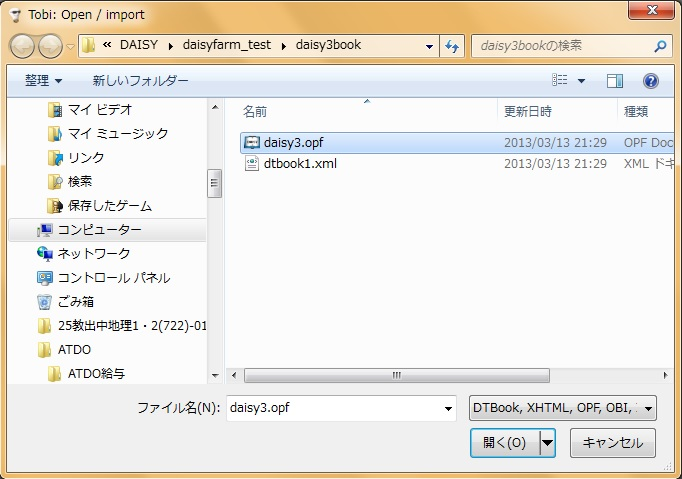 Tobi: Open / import
« DAISY ▸ daisyfarm_test ▸ daisy3book
daisy3bookの検索
整理 新しいフォルダー
マイ ビデオ
マイ ミュージック
リンク
検索
保存したゲーム
コンピューター
ネットワーク
コントロール パネル
ごみ箱
25教出中地理1・2(722)-01
ATDO
ATDO給与
名前 更新日時 種類
daisy3.opf 2013/03/13 21:29 OPF Doc
dtbook1.xml 2013/03/13 21:29 XML ドキ
ファイル名(N): daisy3.opf
DTBook, XHTML, OPF, OBI,
開く(O) キャンセル